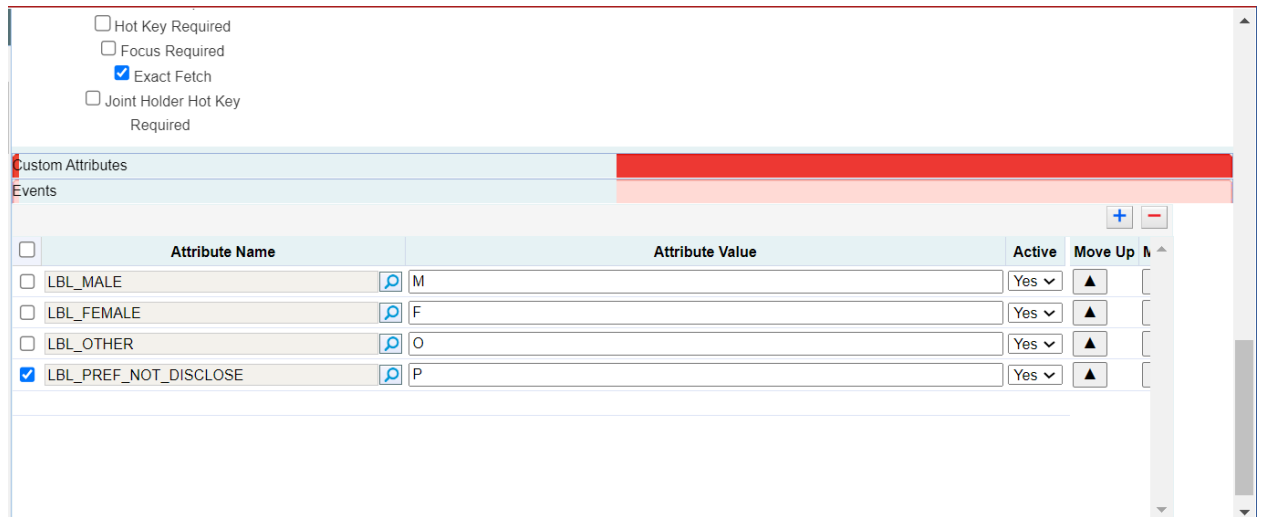 Hot Key Required
Focus Required
Exact Fetch
Joint Holder Hot Key
Required
Custom Attributes
Events
Attribute Name Attribute Value Active Move Up
LBL_MALE M Yes
LBL_FEMALE F Yes
LBL_OTHER O Yes
LBL_PREF_NOT_DISCLOSE P Yes